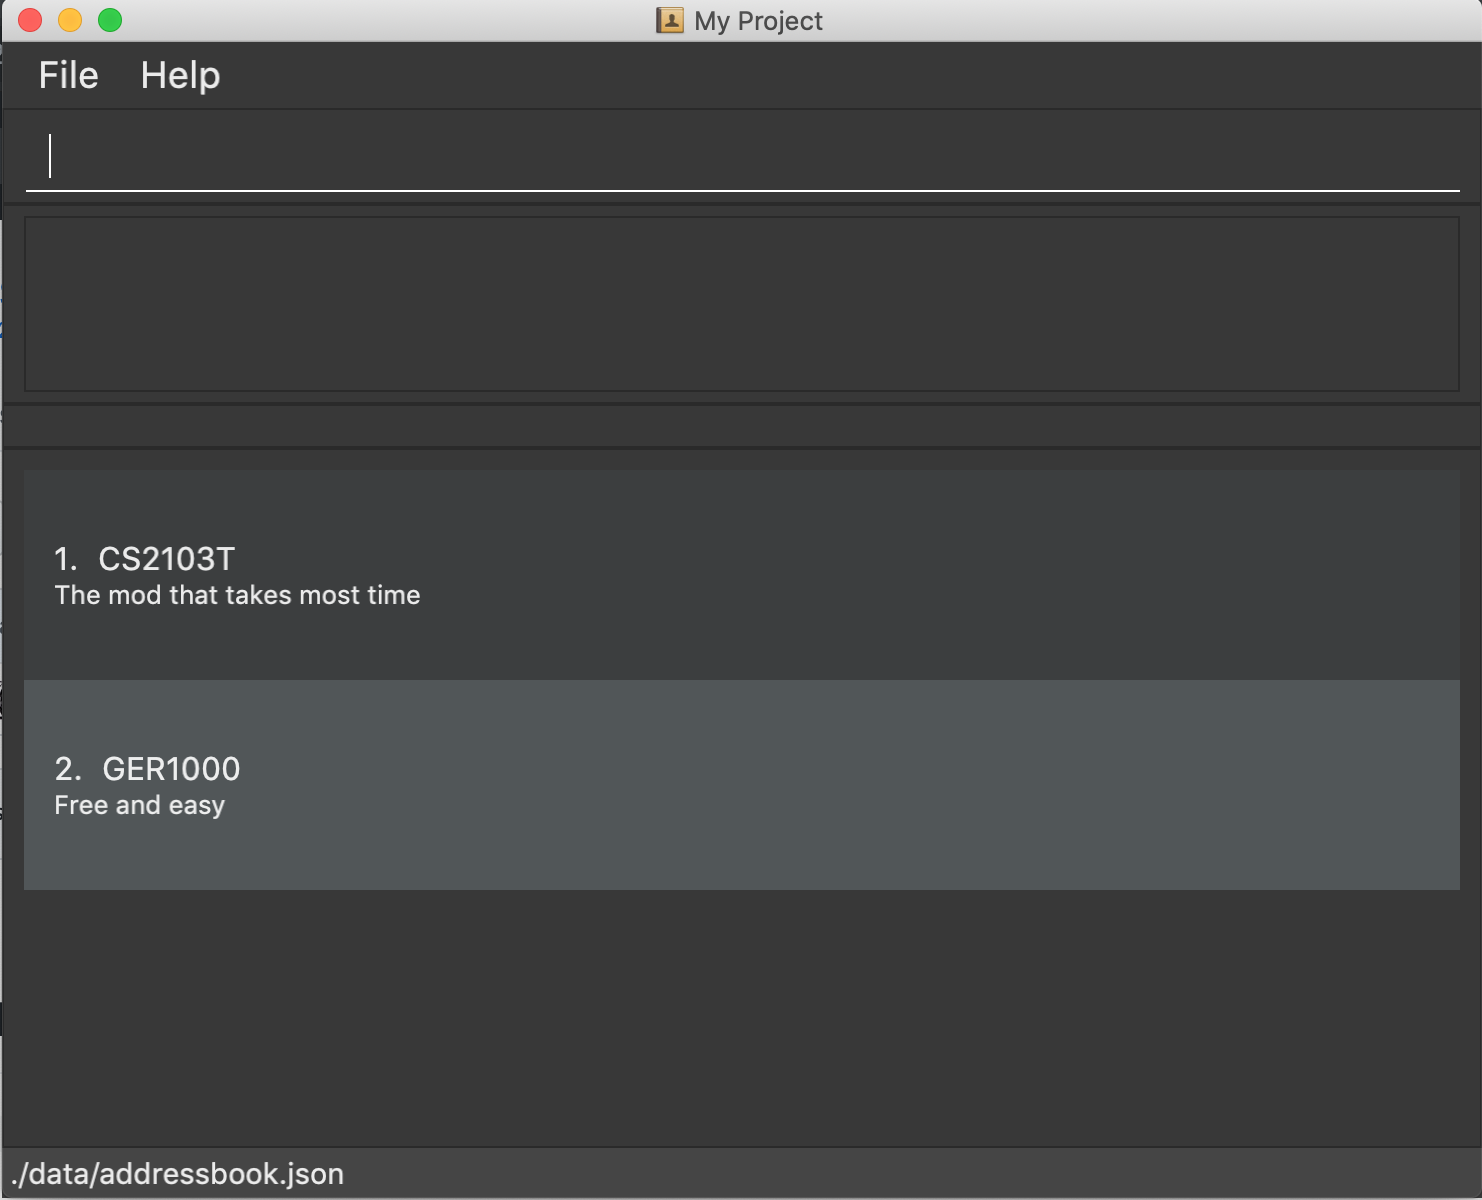 My Project
File Help
1. CS2103T
The mod that takes most time
2. GER1000
Free and easy
./data/addressbook.json